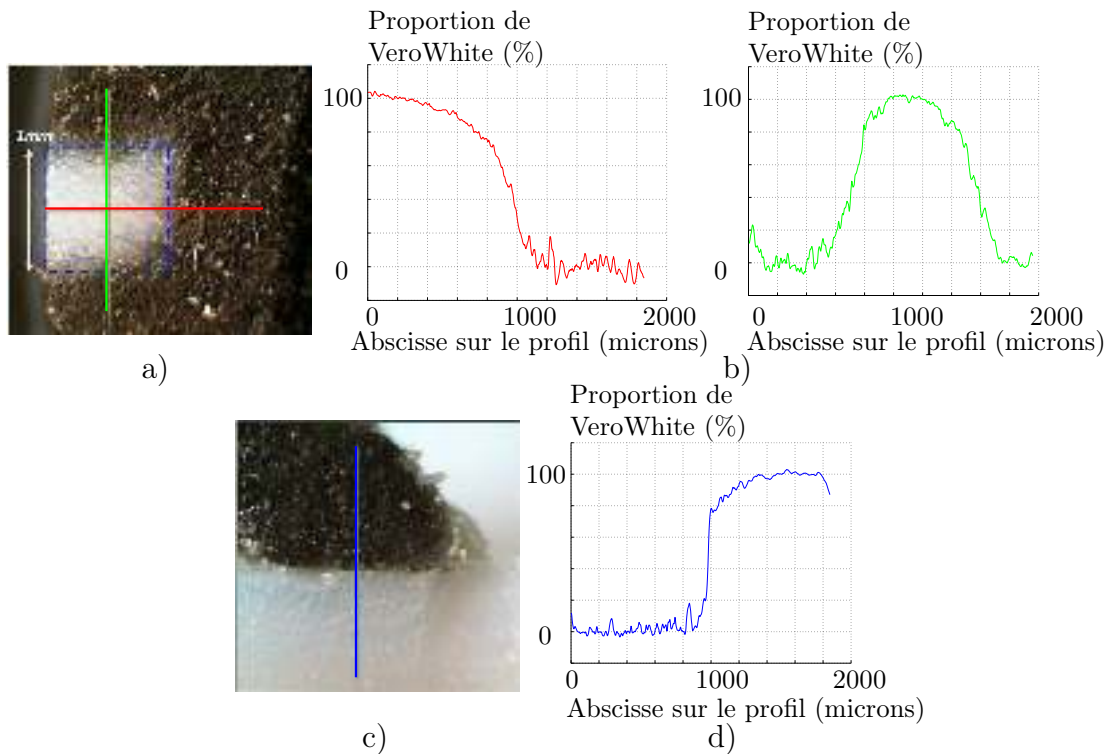 Proportion de
VeroWhite (%)
100
0
0 1000 2000
Abscisse sur le profil (microns)
Proportion de
VeroWhite (%)
100
0
0 1000 2000
Abscisse sur le profil (microns)
1mm
a)
b)
Proportion de
VeroWhite (%)
100
0
0 1000 2000
Abscisse sur le profil (microns)
c)
d)